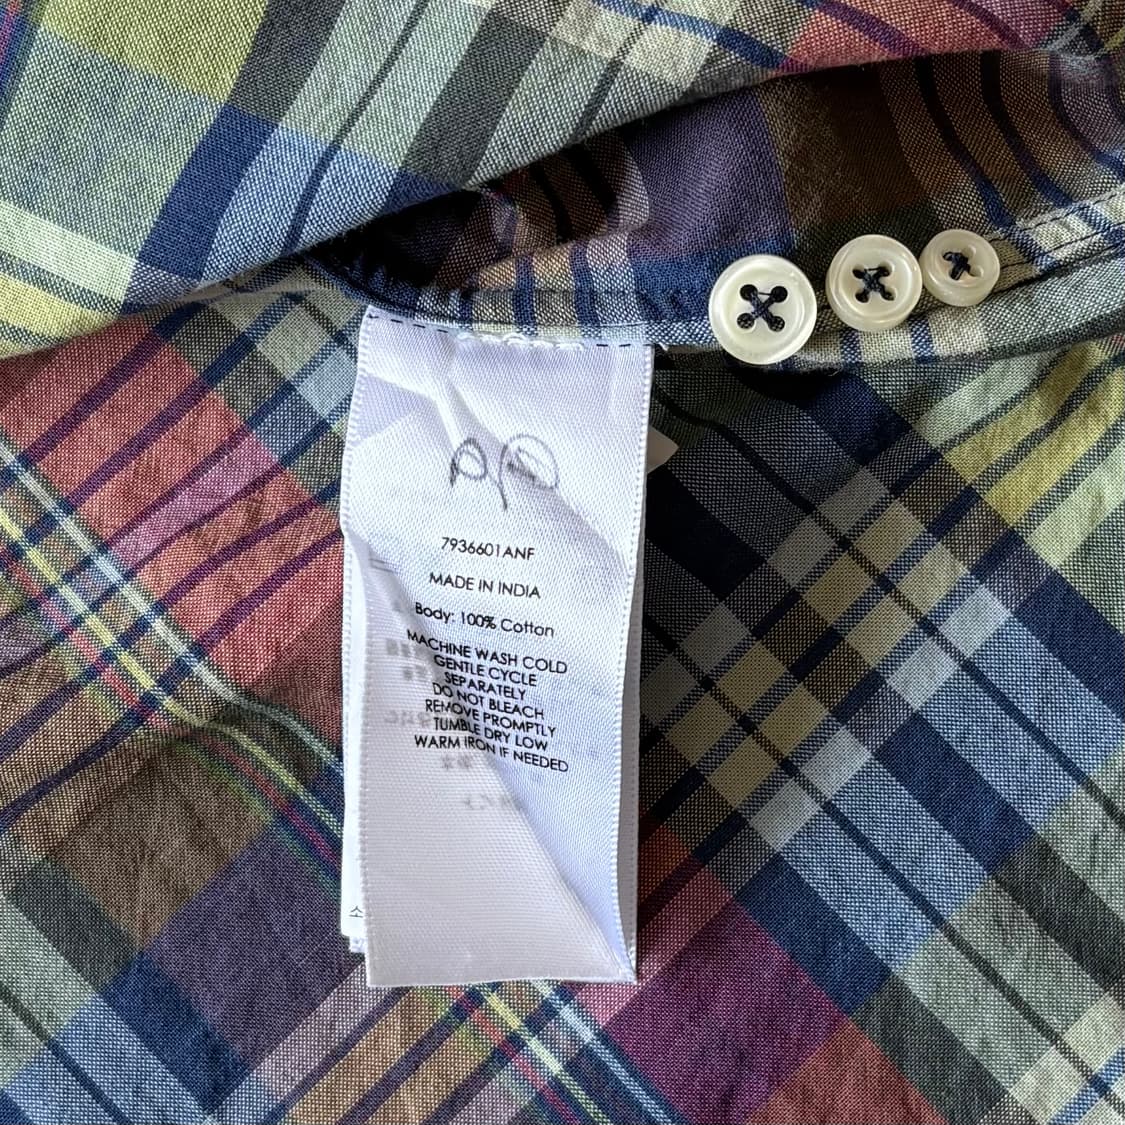 7936601ANF
MADE IN INDIA
Body: 100% Cotton
MACHINE WASH COLD
GENTLE CYCLE
SEPARATELY
DO NOT BLEACH
REMOVE PROMPTLY
TUMBLE DRY LOW
WARM IRON IF NEEDED
소